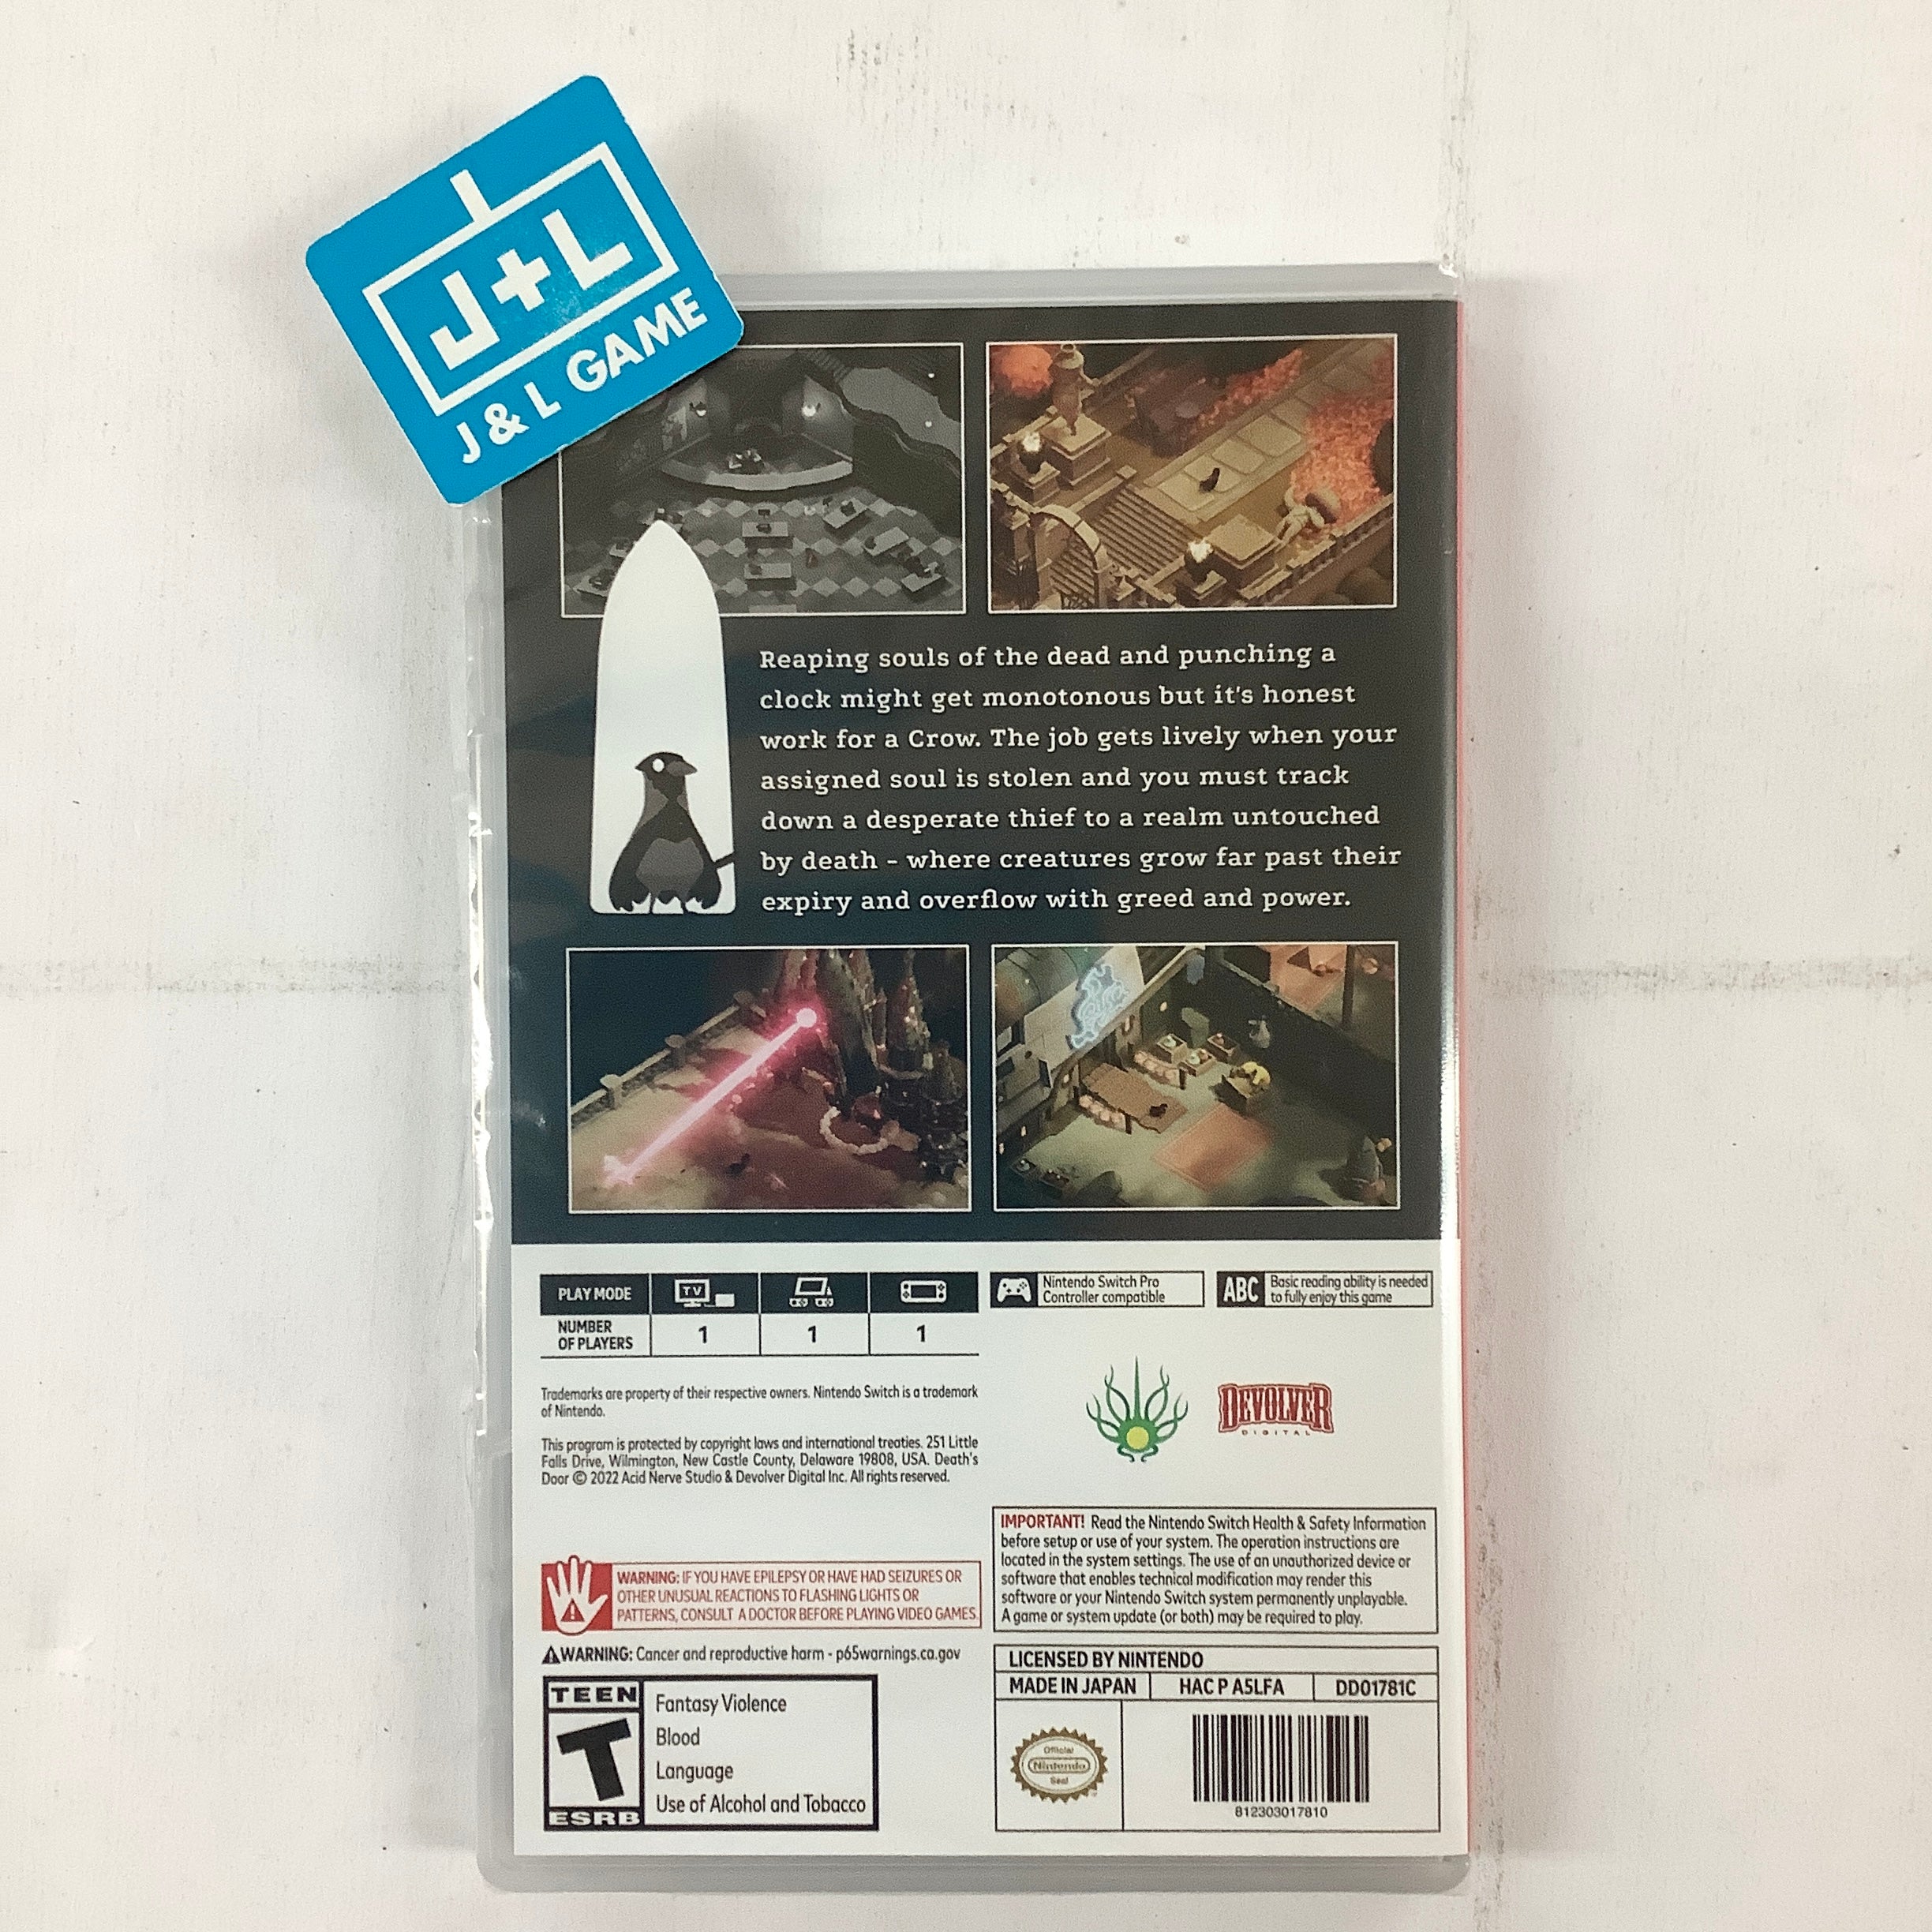 J+L
J & L GAME
Reaping souls of the dead and punching a
clock might get monotonous but it's honest
work for a Crow. The job gets lively when your
assigned soul is stolen and you must track
down a desperate thief to a realm untouched
by death – where creatures grow far past their
expiry and overflow with greed and power.
PLAY MODE
TV
NUMBER
OF PLAYERS
1
1
1
Nintendo Switch Pro
Controller compatible
ABC
Basic reading ability is needed
to fully enjoy this game
Trademarks are property of their respective owners. Nintendo Switch is a trademark
of Nintendo.
This program is protected by copyright laws and international treaties. 251 Little
Falls Drive, Wilmington, New Castle County, Delaware 19808, USA. Death's
Door © 2022 Acid Nerve Studio & Devolver Digital Inc. All rights reserved.
DEVOLVER
DIGITAL
WARNING: IF YOU HAVE EPILEPSY OR HAVE HAD SEIZURES OR
OTHER UNUSUAL REACTIONS TO FLASHING LIGHTS OR
PATTERNS, CONSULT A DOCTOR BEFORE PLAYING VIDEO GAMES.
⚠WARNING: Cancer and reproductive harm - p65warnings.ca.gov
TEEN
T
ESRB
Fantasy Violence
Blood
Language
Use of Alcohol and Tobacco
IMPORTANT! Read the Nintendo Switch Health & Safety Information
before setup or use of your system. The operation instructions are
located in the system settings. The use of an unauthorized device or
software that enables technical modification may render this
software or your Nintendo Switch system permanently unplayable.
A game or system update (or both) may be required to play.
LICENSED BY NINTENDO
MADE IN JAPAN
HAC P A5LFA
DD01781C
Official
Nintendo
Seal
812303017810